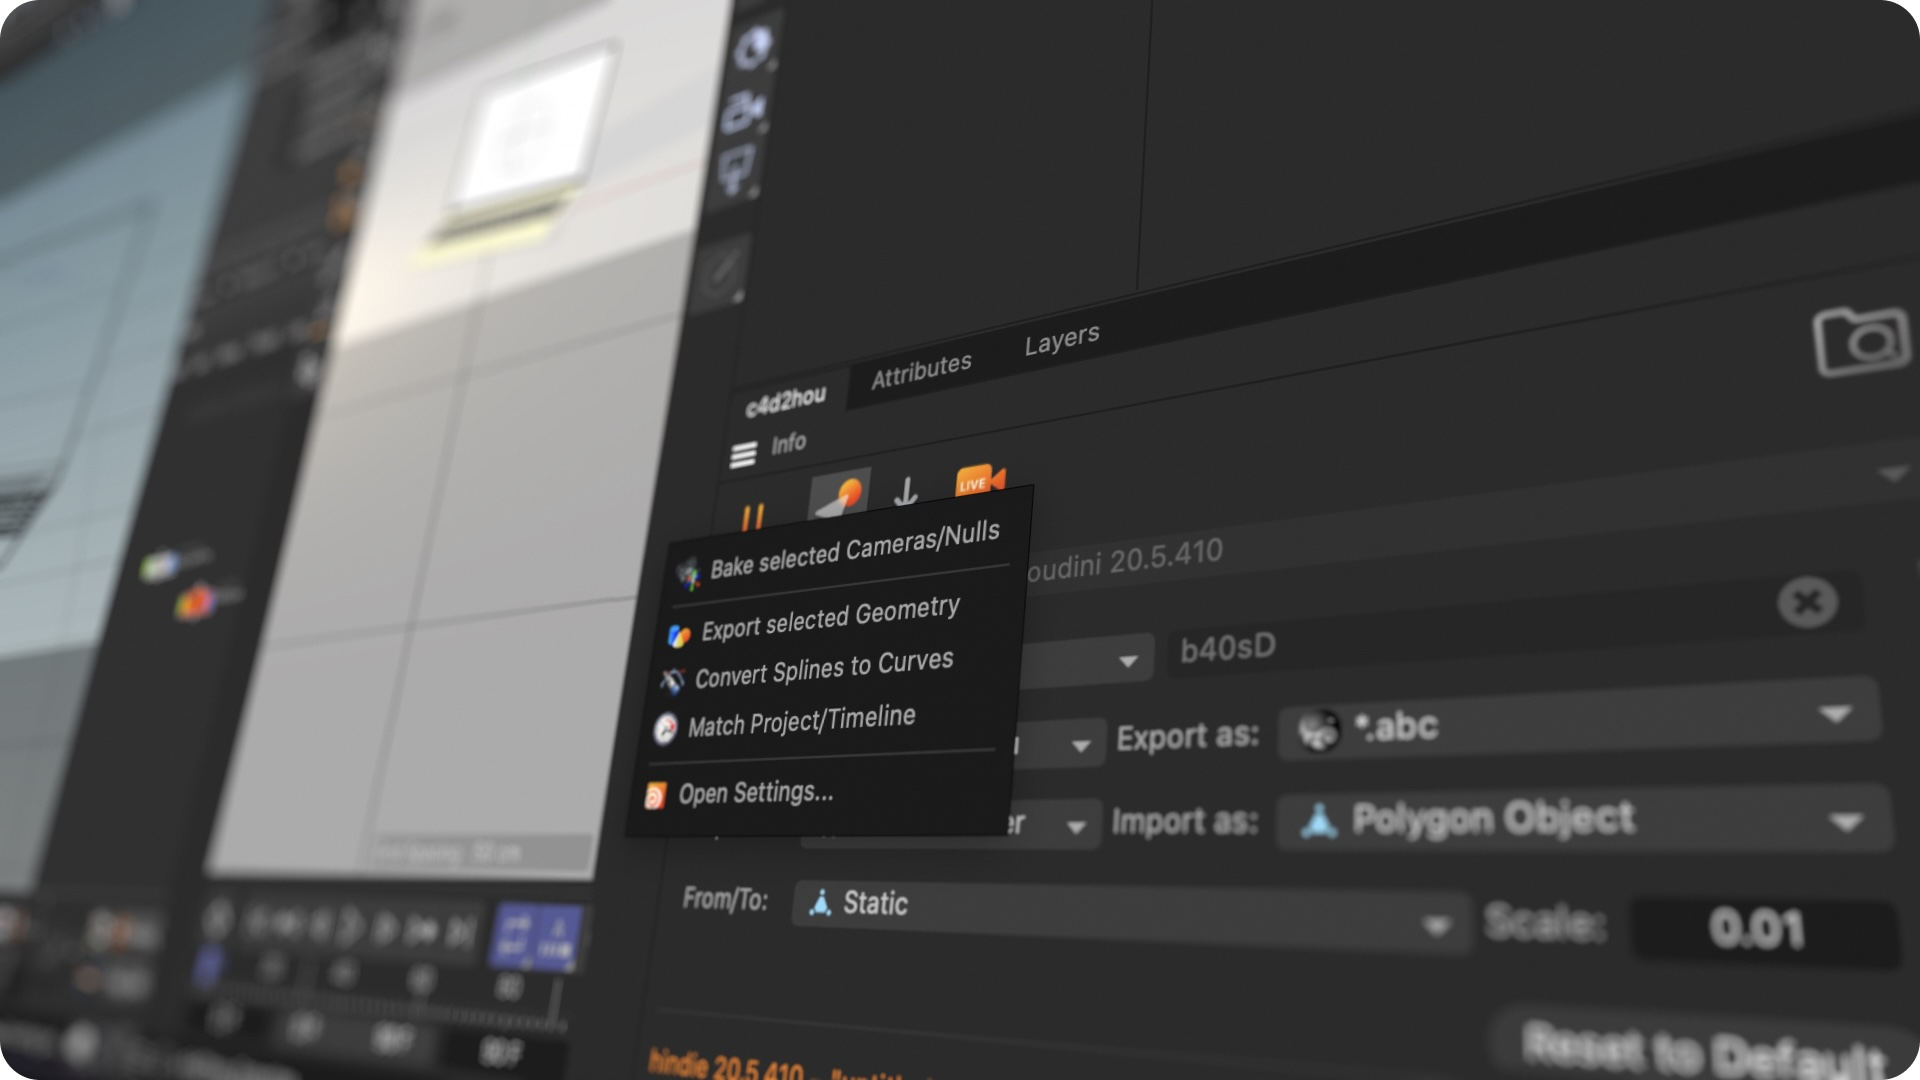 c4d2hou Attributes Layers
Info
LIVE
Bake selected Cameras/Nulls
oudini 20.5.410
Export selected Geometry
b40sD
Convert Splines to Curves
Match Project/Timeline
Export as: *.abc
Open Settings...
er Import as: Polygon Object
From/To: Static Scale: 0.01
Reset to Default
hindie 20.5.410